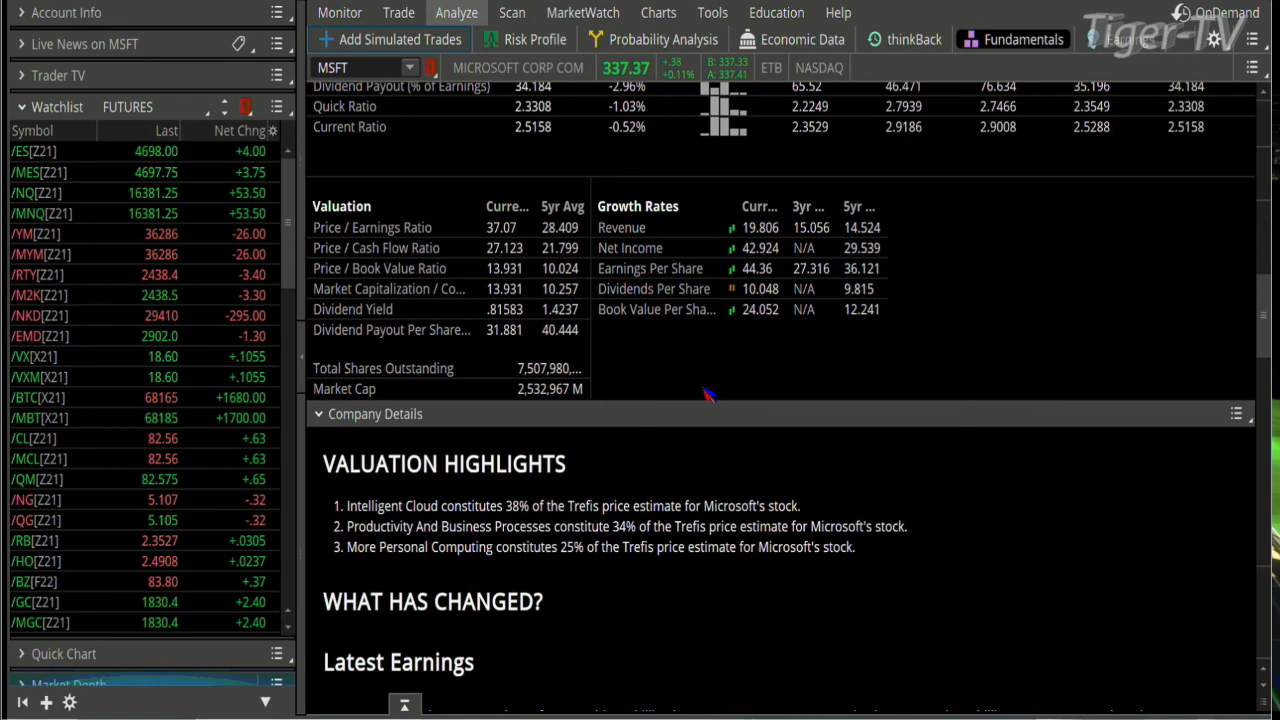 Account Info
Live News on MSFT
Trader TV
Watchlist FUTURES
Symbol Last Net Chng
/ES[Z21] 4698.00 +4.00
/MES[Z21] 4697.75 +3.75
/NQ[Z21] 16381.25 +53.50
/MNQ[Z21] 16381.25 +53.50
/YM[Z21] 36286 -26.00
/MYM[Z21] 36286 -26.00
/RTY[Z21] 2438.4 -3.40
/M2K[Z21] 2438.5 -3.30
/NKD[Z21] 29410 -295.00
/EMD[Z21] 2902.0 -1.30
/VX[X21] 18.60 +.1055
/VXM[X21] 18.60 +.1055
/BTC[X21] 68165 +1680.00
/MBT[X21] 68185 +1700.00
/CL[Z21] 82.56 +.63
/MCL[Z21] 82.56 +.63
/QM[Z21] 82.575 +.65
/NG[Z21] 5.107 -.32
/QG[Z21] 5.105 -.32
/RB[Z21] 2.3527 +.0305
/HO[Z21] 2.4908 +.0237
/BZ[F22] 83.80 +.37
/GC[Z21] 1830.4 +2.40
/MGC[Z21] 1830.4 +2.40
Quick Chart
Market Depth
Monitor Trade Analyze Scan MarketWatch Charts Tools Education Help OnDemand
Tiger-TV
Add Simulated Trades Risk Profile Probability Analysis Economic Data thinkBack Fundamentals
MSFT MICROSOFT CORP COM 337.37 +.38 +0.11% B: 337.33 A: 337.41 ETB NASDAQ
Dividend Payout (% of Earnings) 34.184 -2.96% 65.52 46.471 76.634 35.196 34.184
Quick Ratio 2.3308 -1.03% 2.2249 2.7939 2.7466 2.3549 2.3308
Current Ratio 2.5158 -0.52% 2.3529 2.9186 2.9008 2.5288 2.5158
Valuation Curre... 5yr Avg Growth Rates Curr... 3yr ... 5yr ...
Price / Earnings Ratio 37.07 28.409 Revenue 19.806 15.056 14.524
Price / Cash Flow Ratio 27.123 21.799 Net Income 42.924 N/A 29.539
Price / Book Value Ratio 13.931 10.024 Earnings Per Share 44.36 27.316 36.121
Market Capitalization / Co... 13.931 10.257 Dividends Per Share 10.048 N/A 9.815
Dividend Yield .81583 1.4237 Book Value Per Sha... 24.052 N/A 12.241
Dividend Payout Per Share... 31.881 40.444
Total Shares Outstanding 7,507,980,...
Market Cap 2,532,967 M
Company Details
VALUATION HIGHLIGHTS
1. Intelligent Cloud constitutes 38% of the Trefis price estimate for Microsoft's stock.
2. Productivity And Business Processes constitute 34% of the Trefis price estimate for Microsoft's stock.
3. More Personal Computing constitutes 25% of the Trefis price estimate for Microsoft's stock.
WHAT HAS CHANGED?
Latest Earnings